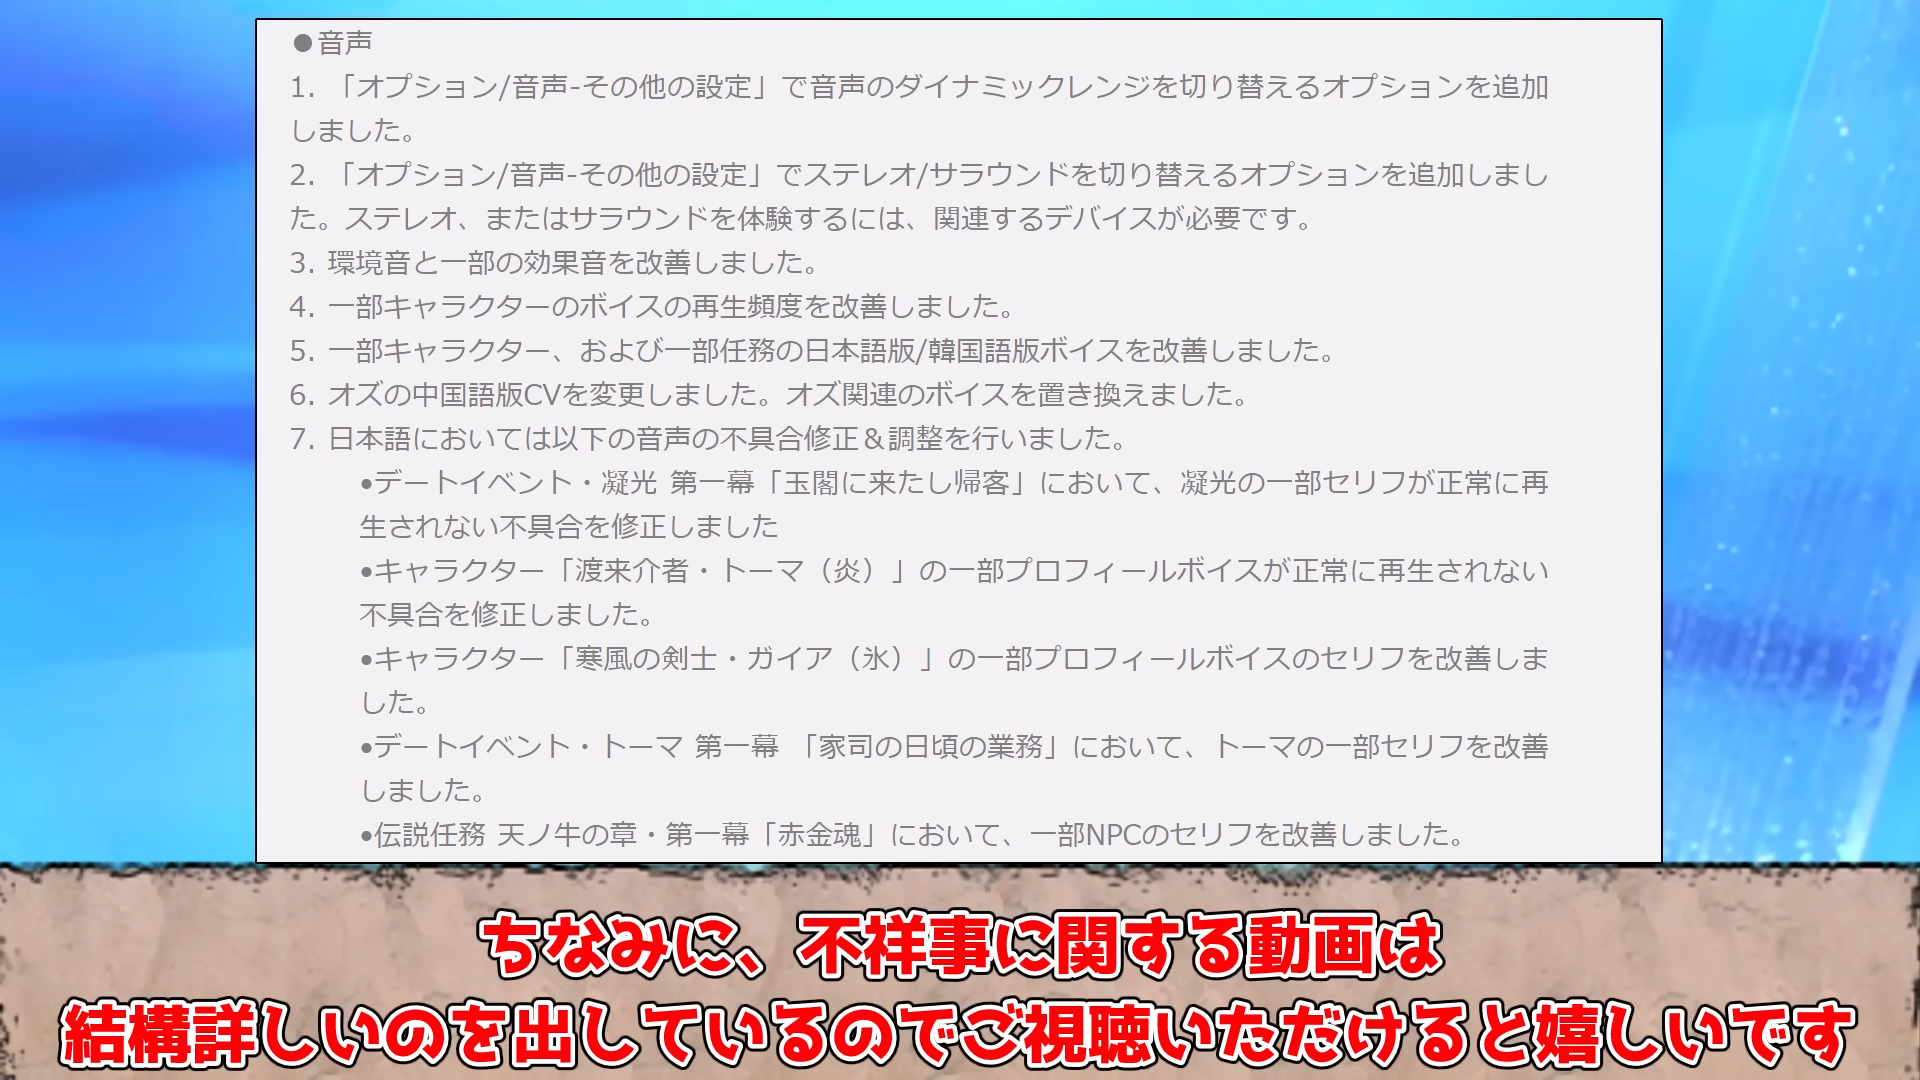 ●音声
1. 「オプション/音声-その他の設定」で音声のダイナミックレンジを切り替えるオプションを追加
しました。
2. 「オプション/音声-その他の設定」でステレオ/サラウンドを切り替えるオプションを追加しまし
た。ステレオ、またはサラウンドを体験するには、関連するデバイスが必要です。
3. 環境音と一部の効果音を改善しました。
4. 一部キャラクターのボイスの再生頻度を改善しました。
5. 一部キャラクター、および一部任務の日本語版/韓国語版ボイスを改善しました。
6. オズの中国語版CVを変更しました。オズ関連のボイスを置き換えました。
7. 日本語においては以下の音声の不具合修正＆調整を行いました。
•デートイベント・凝光 第一幕「玉閣に来たし帰客」において、凝光の一部セリフが正常に再
生されない不具合を修正しました
•キャラクター「渡来介者・トーマ（炎）」の一部プロフィールボイスが正常に再生されない
不具合を修正しました。
•キャラクター「寒風の剣士・ガイア（氷）」の一部プロフィールボイスのセリフを改善しま
した。
•デートイベント・トーマ 第一幕 「家司の日頃の業務」において、トーマの一部セリフを改善
しました。
•伝説任務 天ノ牛の章・第一幕「赤金魂」において、一部NPCのセリフを改善しました。
ちなみに、不祥事に関する動画は
結構詳しいのを出しているのでご視聴いただけると嬉しいです